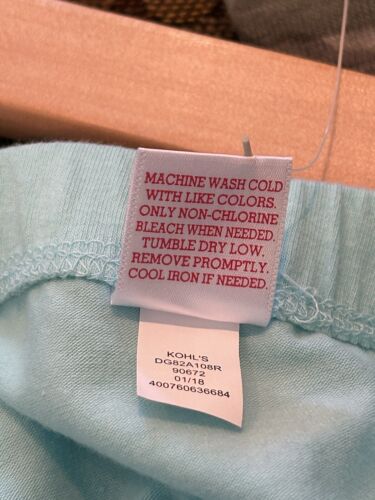 MACHINE WASH COLD
WITH LIKE COLORS.
ONLY NON-CHLORINE
BLEACH WHEN NEEDED.
TUMBLE DRY LOW.
REMOVE PROMPTLY.
COOL IRON IF NEEDED.
KOHL'S
DG82A108R
90672
01/18
400760636684